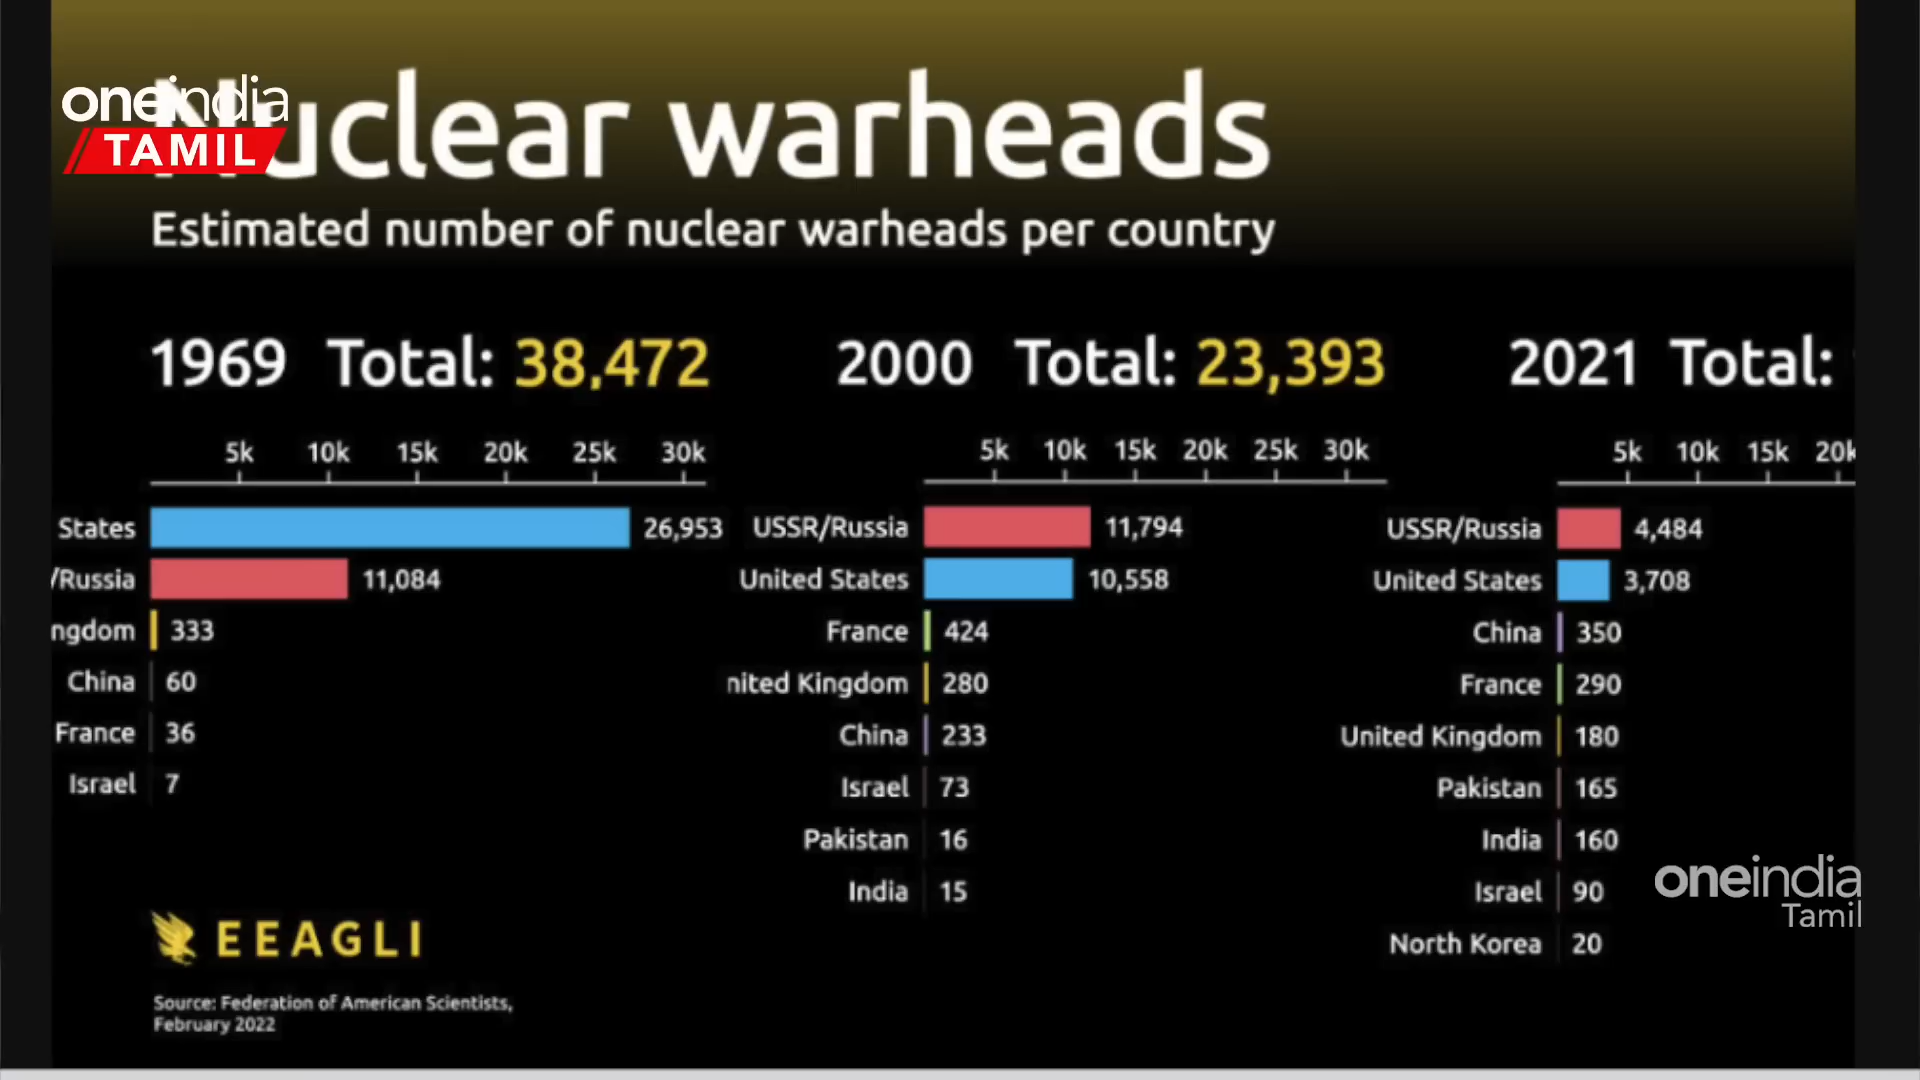 oneindia
TAMIL
Nuclear warheads
Estimated number of nuclear warheads per country
1969 Total: 38,472
5k 10k 15k 20k 25k 30k
States 26,953
/Russia 11,084
ngdom 333
China 60
France 36
Israel 7
2000 Total: 23,393
5k 10k 15k 20k 25k 30k
USSR/Russia 11,794
United States 10,558
France 424
nited Kingdom 280
China 233
Israel 73
Pakistan 16
India 15
2021 Total:
5k 10k 15k 20k
USSR/Russia 4,484
United States 3,708
China 350
France 290
United Kingdom 180
Pakistan 165
India 160
Israel 90
North Korea 20
oneindia
Tamil
EEAGLI
Source: Federation of American Scientists,
February 2022